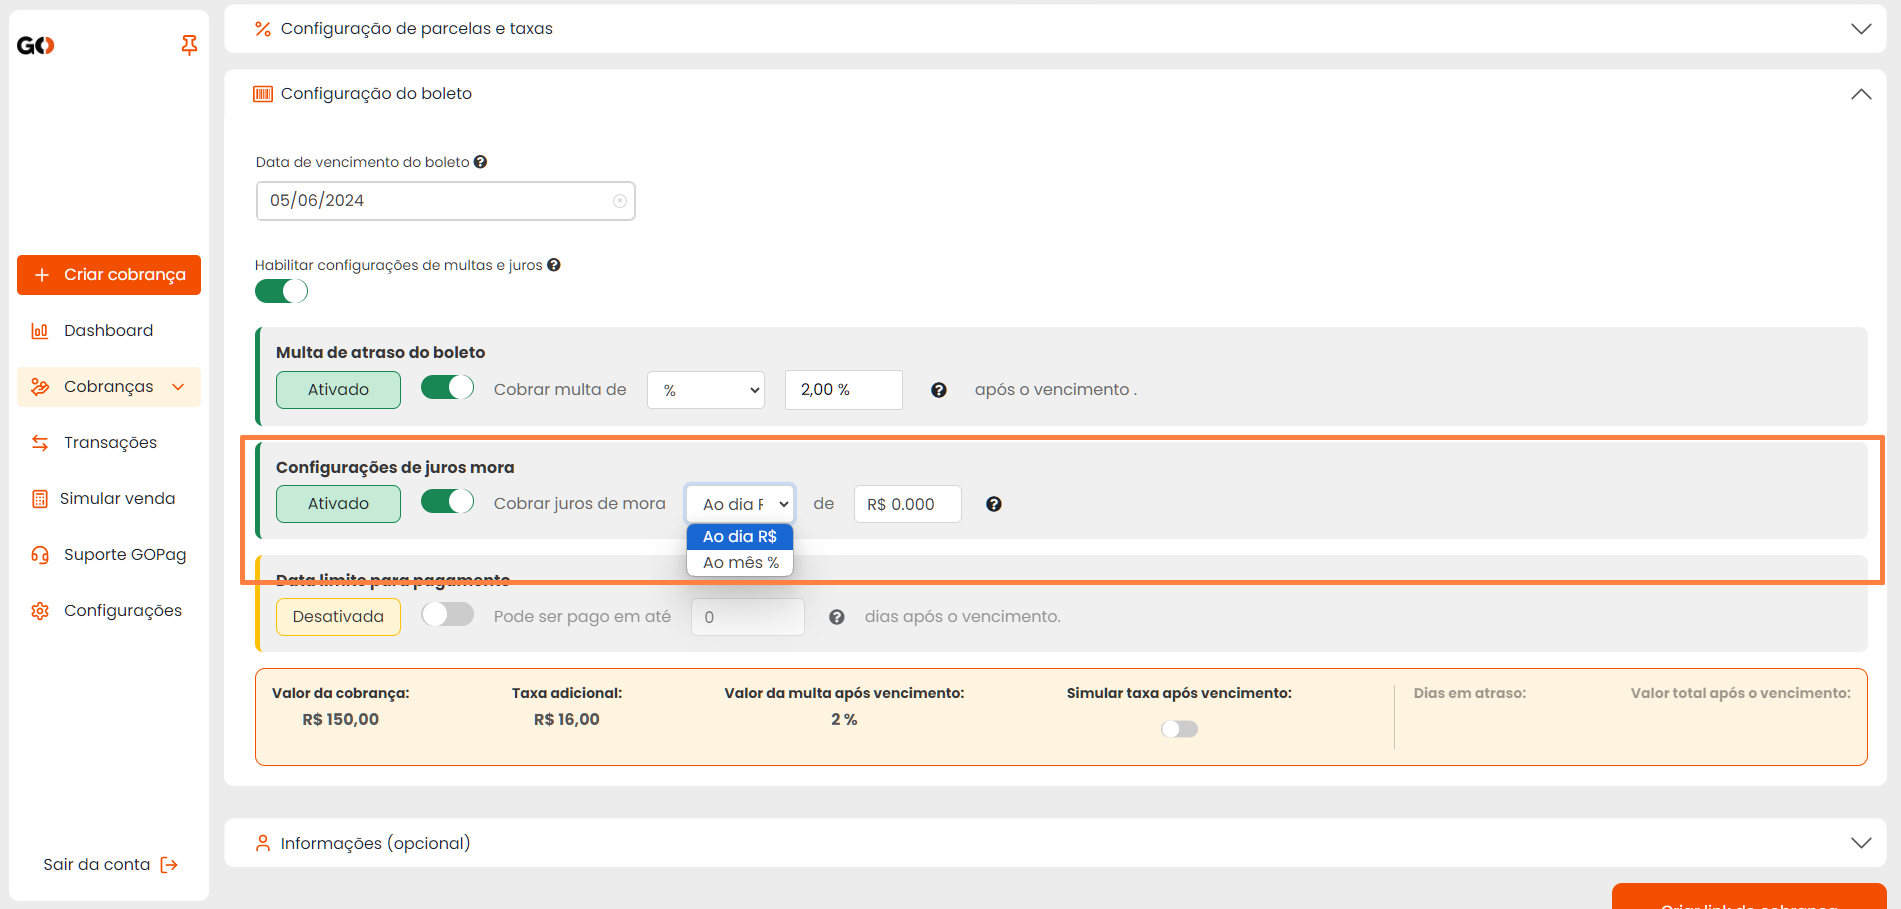 GO
Criar cobrança
Dashboard
Cobranças
Transações
Simular venda
Suporte GOPag
Configurações
Sair da conta
Configuração de parcelas e taxas
Configuração do boleto
Data de vencimento do boleto
05/06/2024
Habilitar configurações de multas e juros
Multa de atraso do boleto
Ativado Cobrar multa de % 2,00 % após o vencimento .
Configurações de juros mora
Ativado Cobrar juros de mora Ao dia F de R$ 0.000
Ao dia R$
Ao mês %
Data limite para pagamento
Desativada Pode ser pago em até 0 dias após o vencimento.
Valor da cobrança: Taxa adicional: Valor da multa após vencimento: Simular taxa após vencimento: Dias em atraso: Valor total após o vencimento:
R$ 150,00 R$ 16,00 2 %
Informações (opcional)
Criar link de cobrança